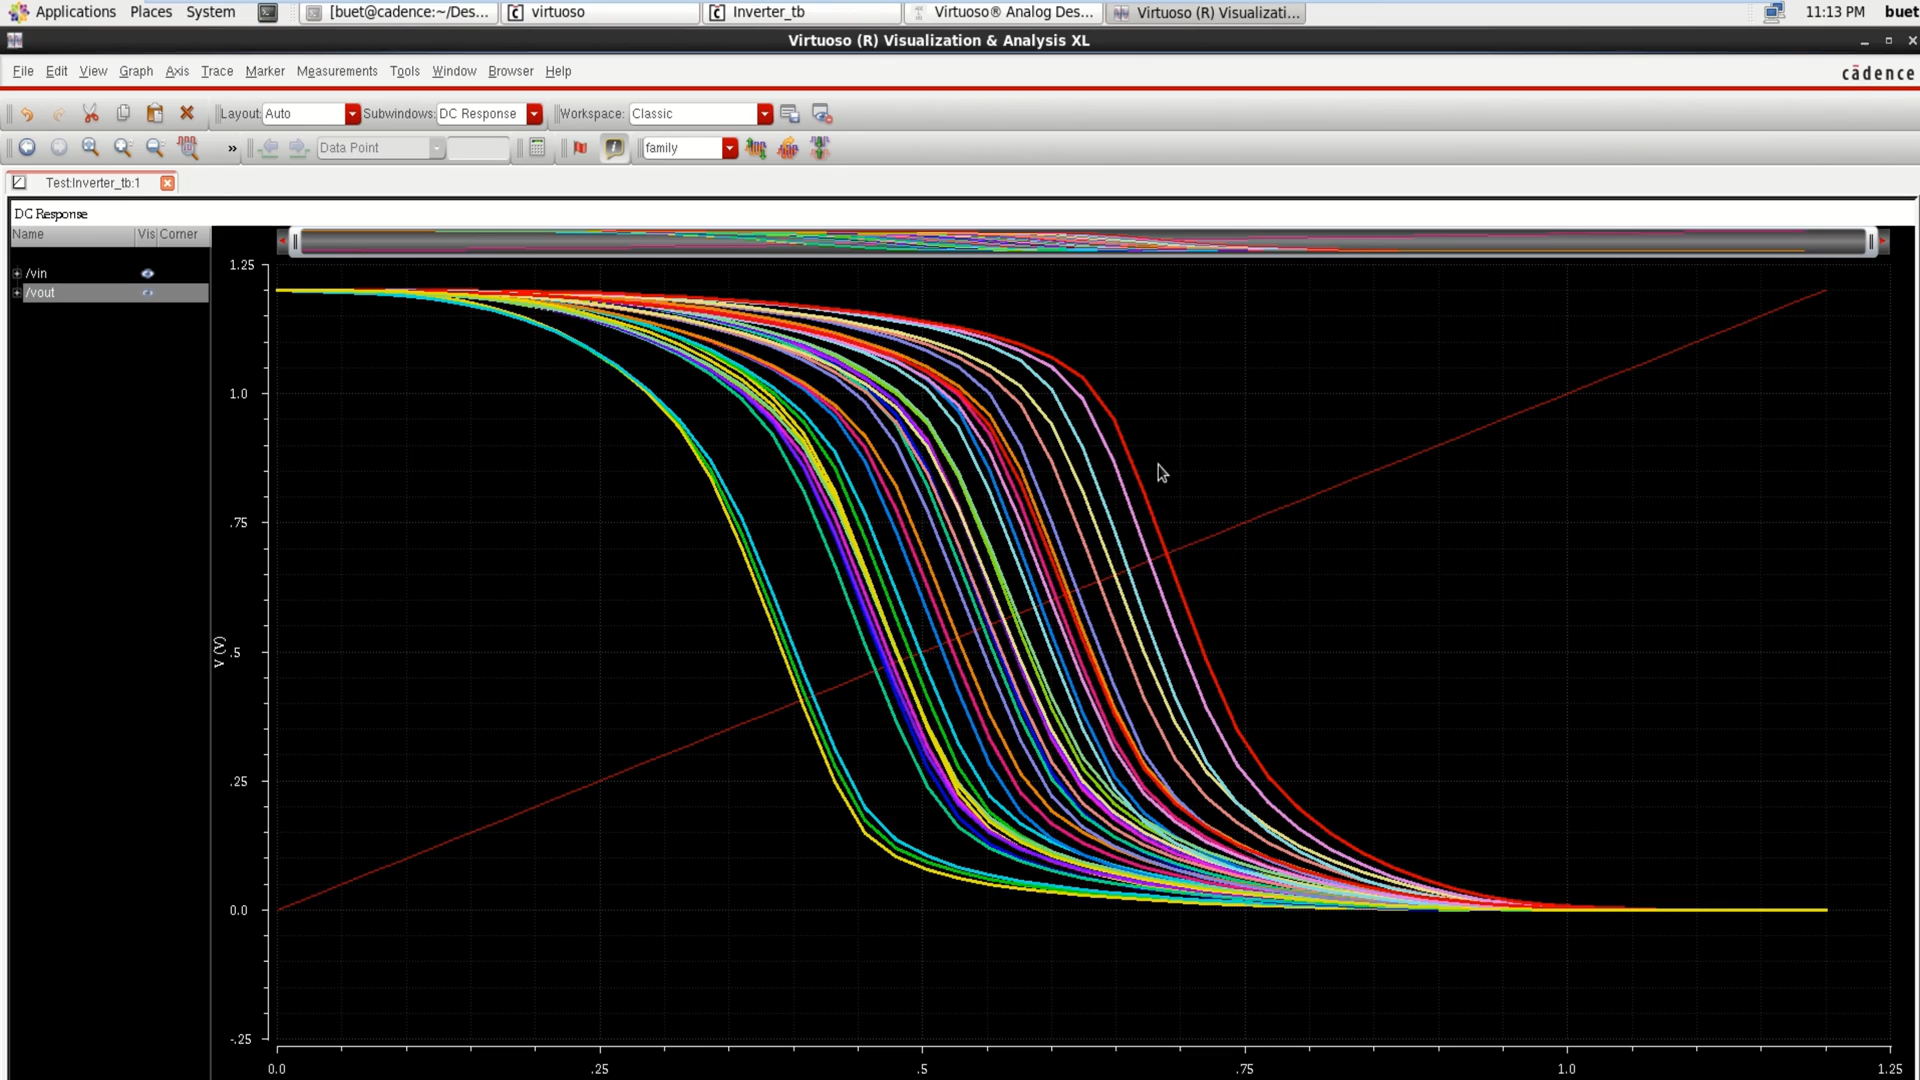 Applications Places System [buet@cadence:~/Des... virtuoso Inverter_tb Virtuoso® Analog Des... Virtuoso (R) Visualizati... 11:13 PM buet
Virtuoso (R) Visualization & Analysis XL
File Edit View Graph Axis Trace Marker Measurements Tools Window Browser Help cādence
Layout: Auto Subwindows: DC Response Workspace: Classic
» Data Point family
Test:Inverter_tb:1
DC Response
Name Vis Corner
/vin
/vout
1.25
1.0
.75
V (V)
.5
.25
0.0
-.25
0.0 .25 .5 .75 1.0 1.25